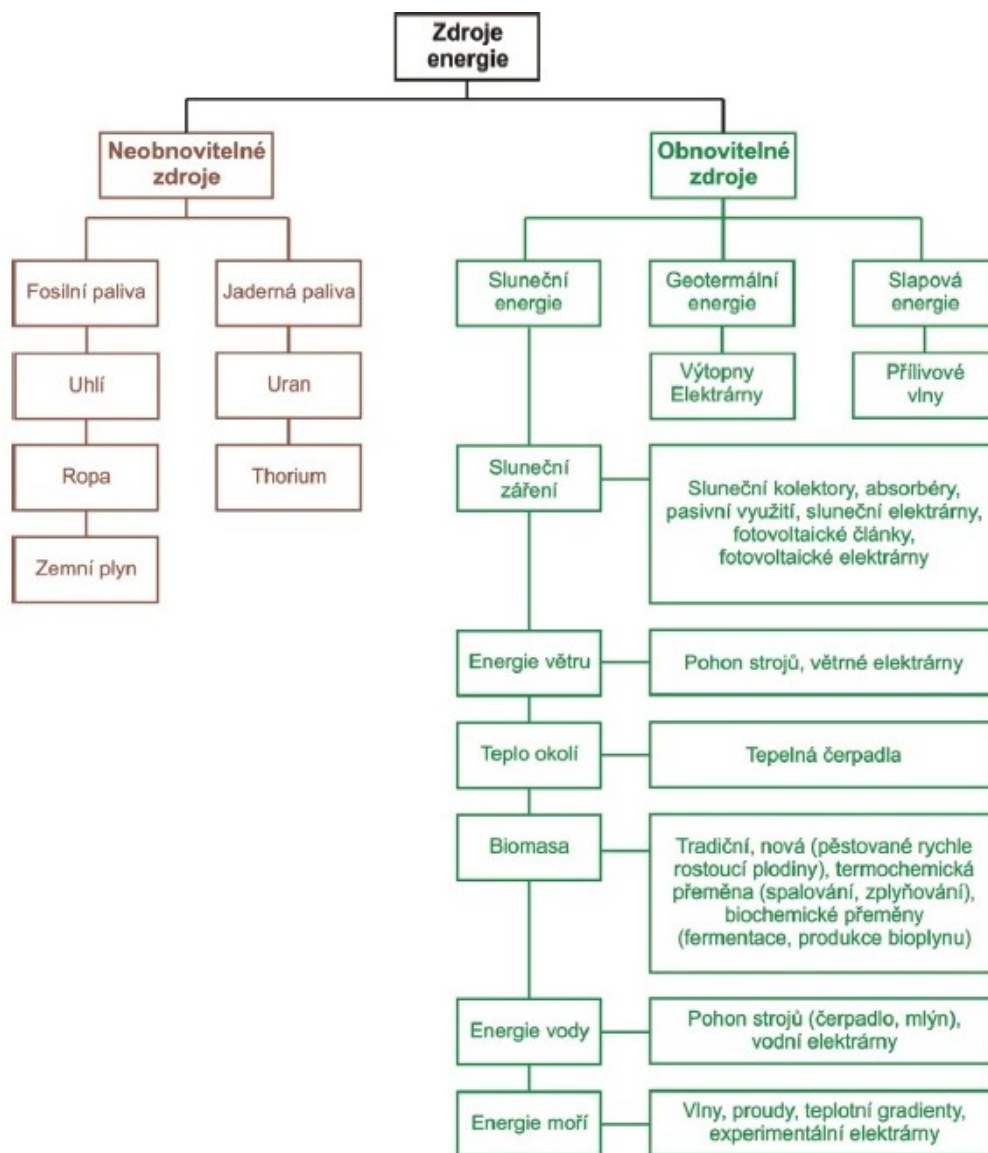 Zdroje
energie
Neobnovitelné
zdroje
Obnovitelné
zdroje
Fosilní paliva
Jaderná paliva
Sluneční
energie
Geotermální
energie
Slapová
energie
Uhlí
Uran
Výtopny
Elektrárny
Přílivové
vlny
Ropa
Thorium
Sluneční
záření
Sluneční kolektory, absorbéry,
pasivní využití, sluneční elektrárny,
fotovoltaické články,
fotovoltaické elektrárny
Zemní plyn
Energie větru
Pohon strojů, větrné elektrárny
Teplo okolí
Tepelná čerpadla
Biomasa
Tradiční, nová (pěstované rychle
rostoucí plodiny), termochemická
přeměna (spalování, zplyňování),
biochemické přeměny
(fermentace, produkce bioplynu)
Energie vody
Pohon strojů (čerpadlo, mlýn),
vodní elektrárny
Energie moří
Vlny, proudy, teplotní gradienty,
experimentální elektrárny